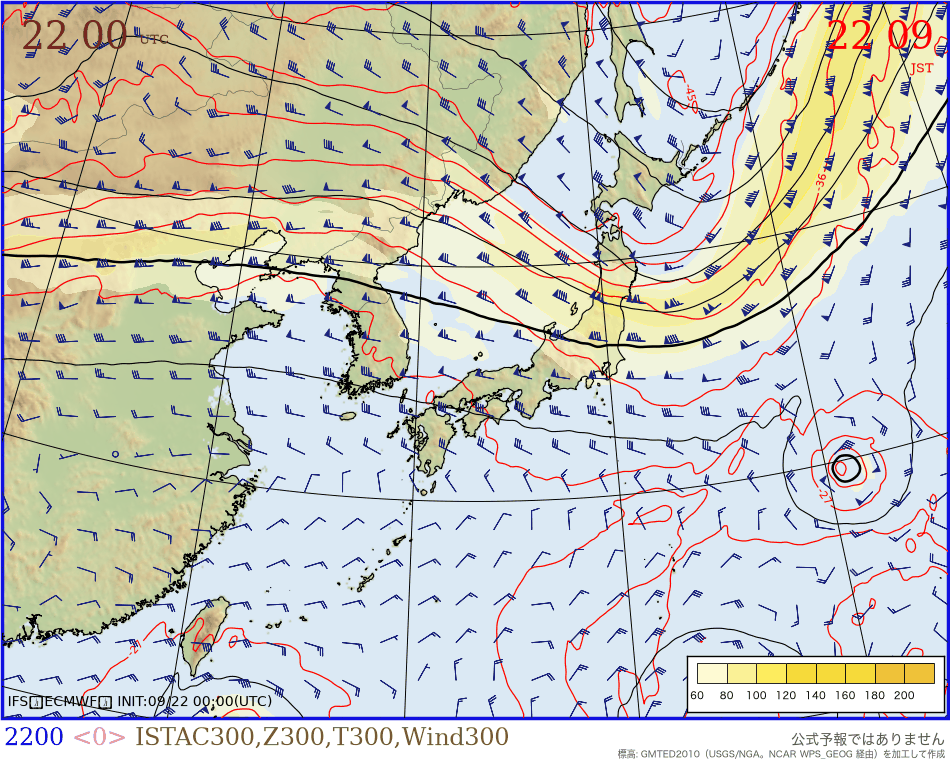 22 00 UTC
22 09
JST
-45
-36
-27
-27
IFS ECMWF INIT:09/22 00:00(UTC)
60 80 100 120 140 160 180 200
2200 <0> ISTAC300,Z300,T300,Wind300
公式予報ではありません
標高: GMTED2010（USGS/NGA。NCAR WPS_GEOG 経由）を加工して作成